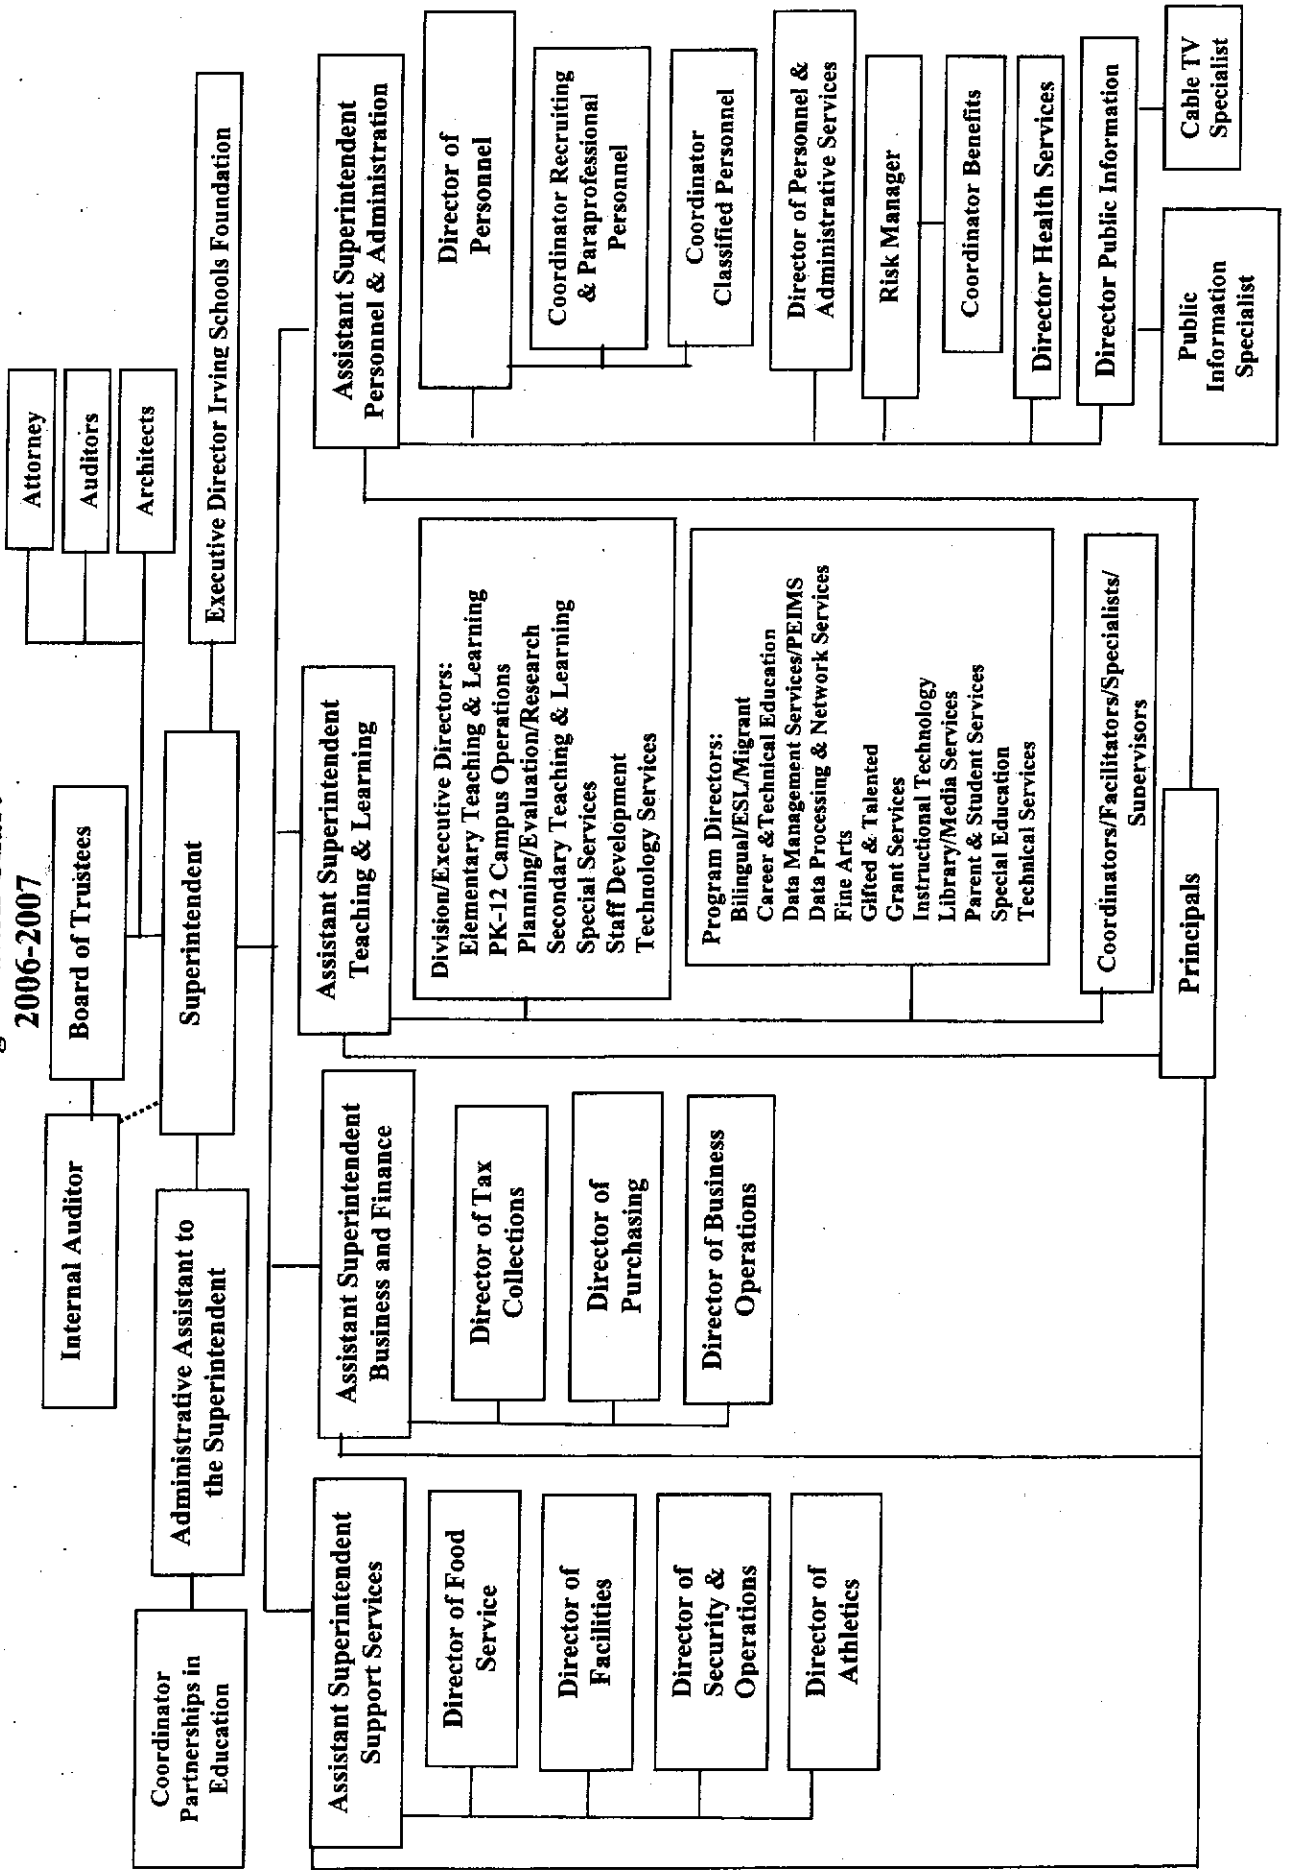 2006-2007
Attorney
Auditors
Architects
Board of Trustees
Internal Auditor
Superintendent
Executive Director Irving Schools Foundation
Administrative Assistant to
the Superintendent
Coordinator
Partnerships in
Education
Assistant Superintendent
Support Services
Director of Food
Service
Director of
Facilities
Director of
Security &
Operations
Director of
Athletics
Assistant Superintendent
Business and Finance
Director of Tax
Collections
Director of
Purchasing
Director of Business
Operations
Assistant Superintendent
Teaching & Learning
Division/Executive Directors:
Elementary Teaching & Learning
PK-12 Campus Operations
Planning/Evaluation/Research
Secondary Teaching & Learning
Special Services
Staff Development
Technology Services
Program Directors:
Bilingual/ESL/Migrant
Career &Technical Education
Data Management Services/PEIMS
Data Processing & Network Services
Fine Arts
Gifted & Talented
Grant Services
Instructional Technology
Library/Media Services
Parent & Student Services
Special Education
Technical Services
Coordinators/Facilitators/Specialists/
Supervisors
Principals
Assistant Superintendent
Personnel & Administration
Director of
Personnel
Coordinator Recruiting
& Paraprofessional
Personnel
Coordinator
Classified Personnel
Director of Personnel &
Administrative Services
Risk Manager
Coordinator Benefits
Director Health Services
Director Public Information
Public
Information
Specialist
Cable TV
Specialist